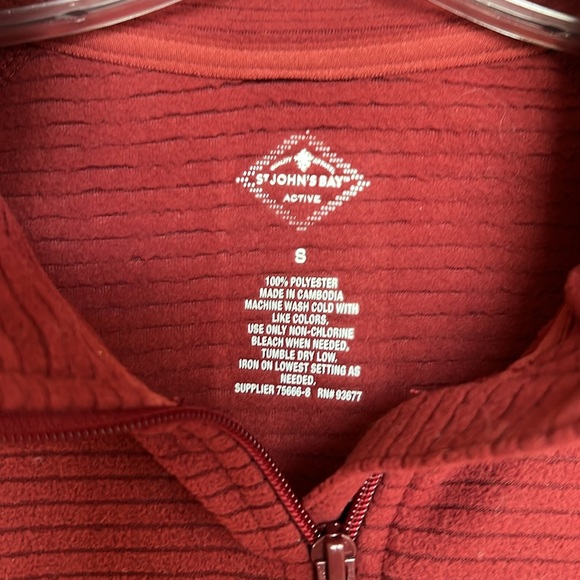 ST JOHN'S BAY
ACTIVE
S
100% POLYESTER
MADE IN CAMBODIA
MACHINE WASH COLD WITH
LIKE COLORS,
USE ONLY NON-CHLORINE
BLEACH WHEN NEEDED,
TUMBLE DRY LOW,
IRON ON LOWEST SETTING AS
NEEDED.
SUPPLIER 75666-8 RN# 93677